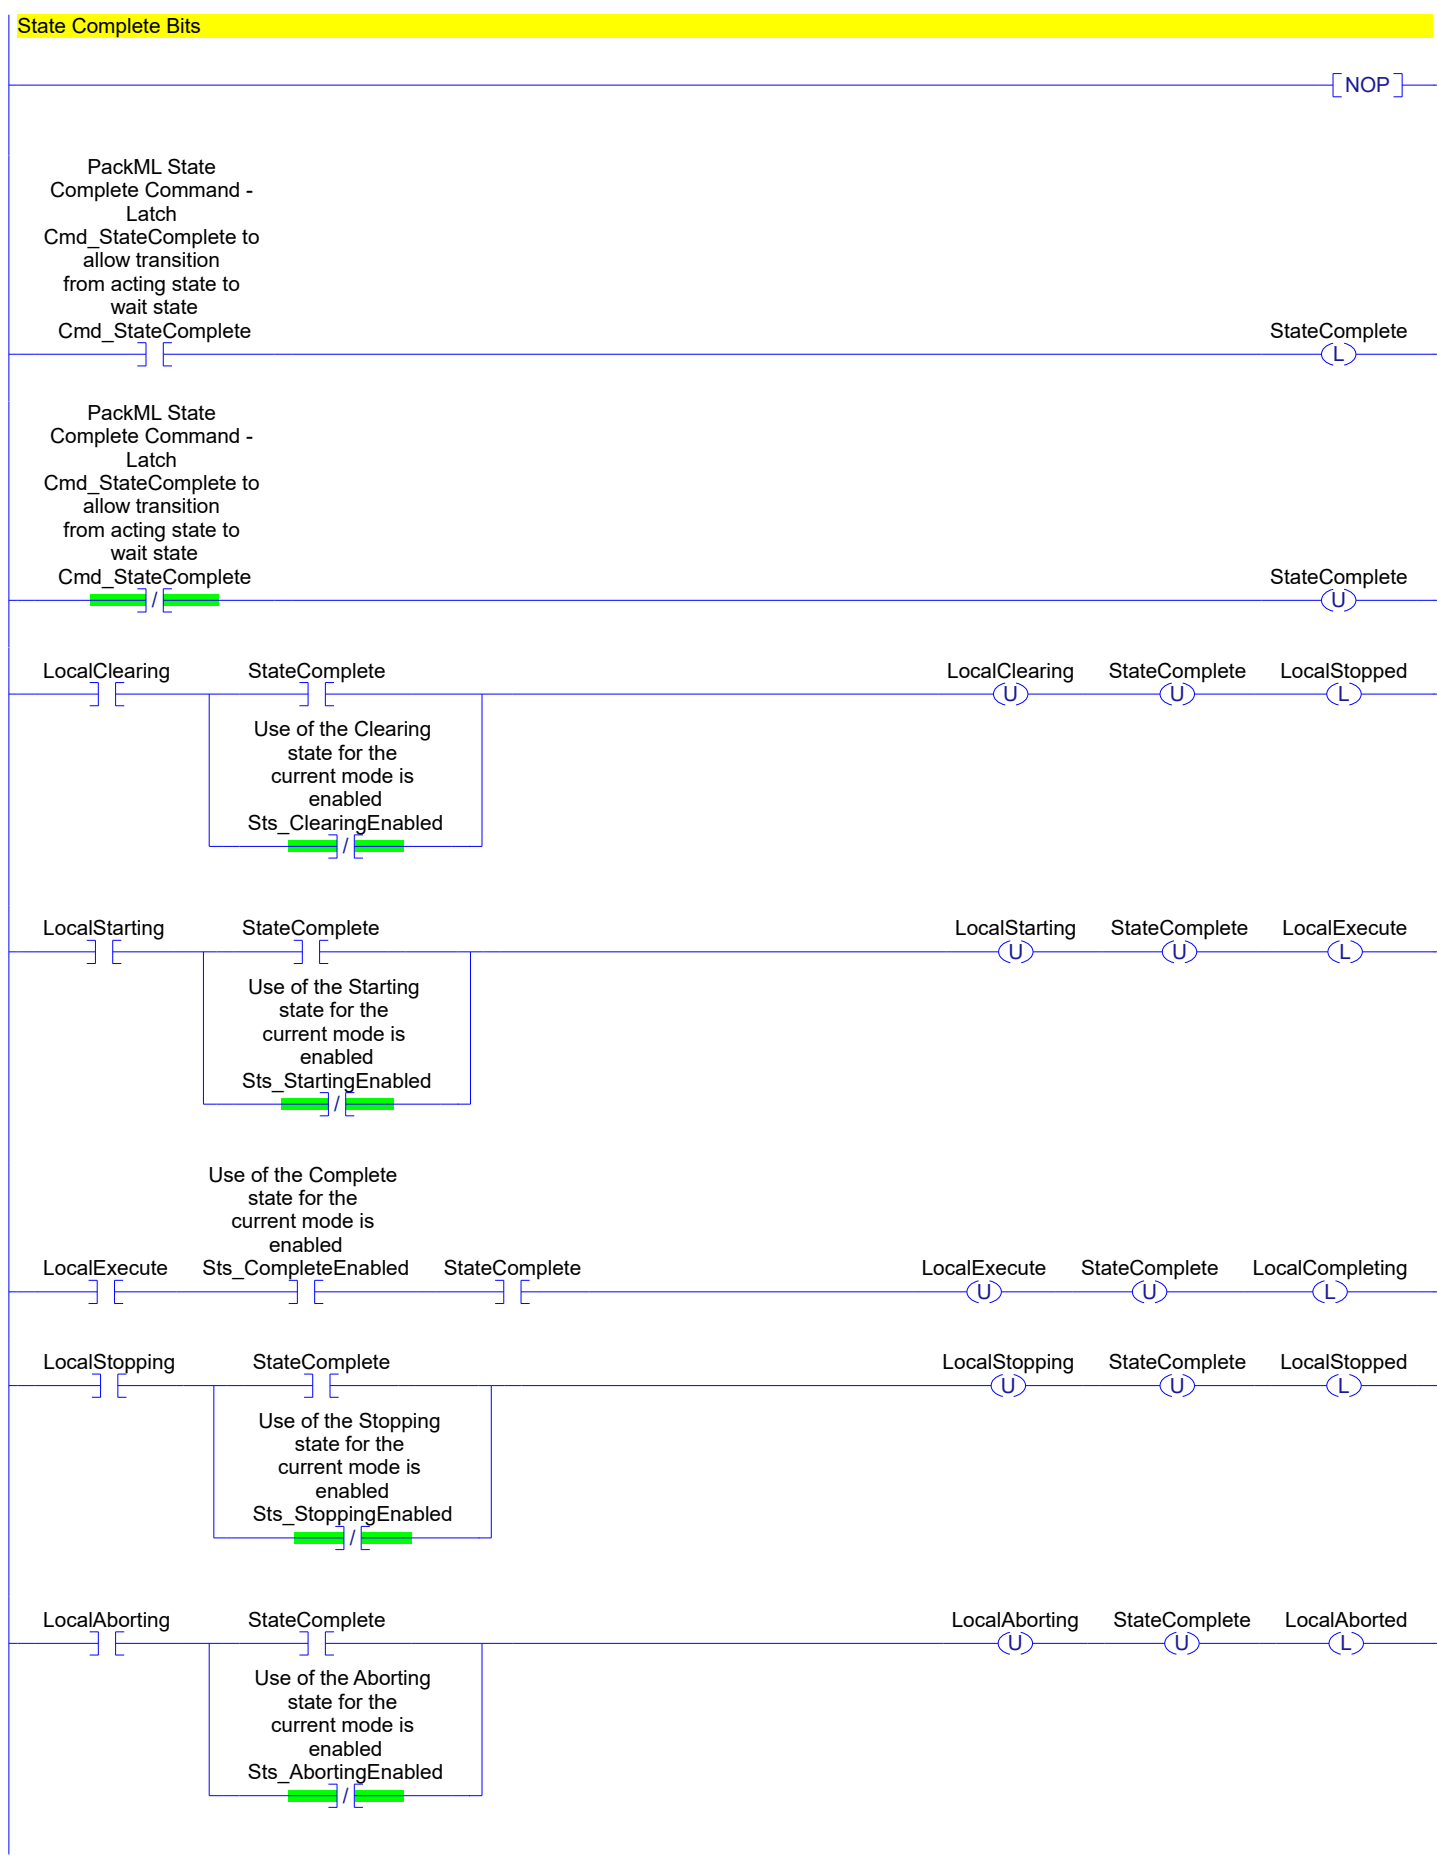 State Complete Bits
NOP
PackML State
Complete Command -
Latch
Cmd_StateComplete to
allow transition
from acting state to
wait state
Cmd_StateComplete
StateComplete
L
PackML State
Complete Command -
Latch
Cmd_StateComplete to
allow transition
from acting state to
wait state
Cmd_StateComplete
StateComplete
/
U
LocalClearing StateComplete LocalClearing StateComplete LocalStopped
U U L
Use of the Clearing
state for the
current mode is
enabled
Sts_ClearingEnabled
/
LocalStarting StateComplete LocalStarting StateComplete LocalExecute
U U L
Use of the Starting
state for the
current mode is
enabled
Sts_StartingEnabled
/
Use of the Complete
state for the
current mode is
enabled
LocalExecute Sts_CompleteEnabled StateComplete LocalExecute StateComplete LocalCompleting
U U L
LocalStopping StateComplete LocalStopping StateComplete LocalStopped
U U L
Use of the Stopping
state for the
current mode is
enabled
Sts_StoppingEnabled
/
LocalAborting StateComplete LocalAborting StateComplete LocalAborted
U U L
Use of the Aborting
state for the
current mode is
enabled
Sts_AbortingEnabled
/